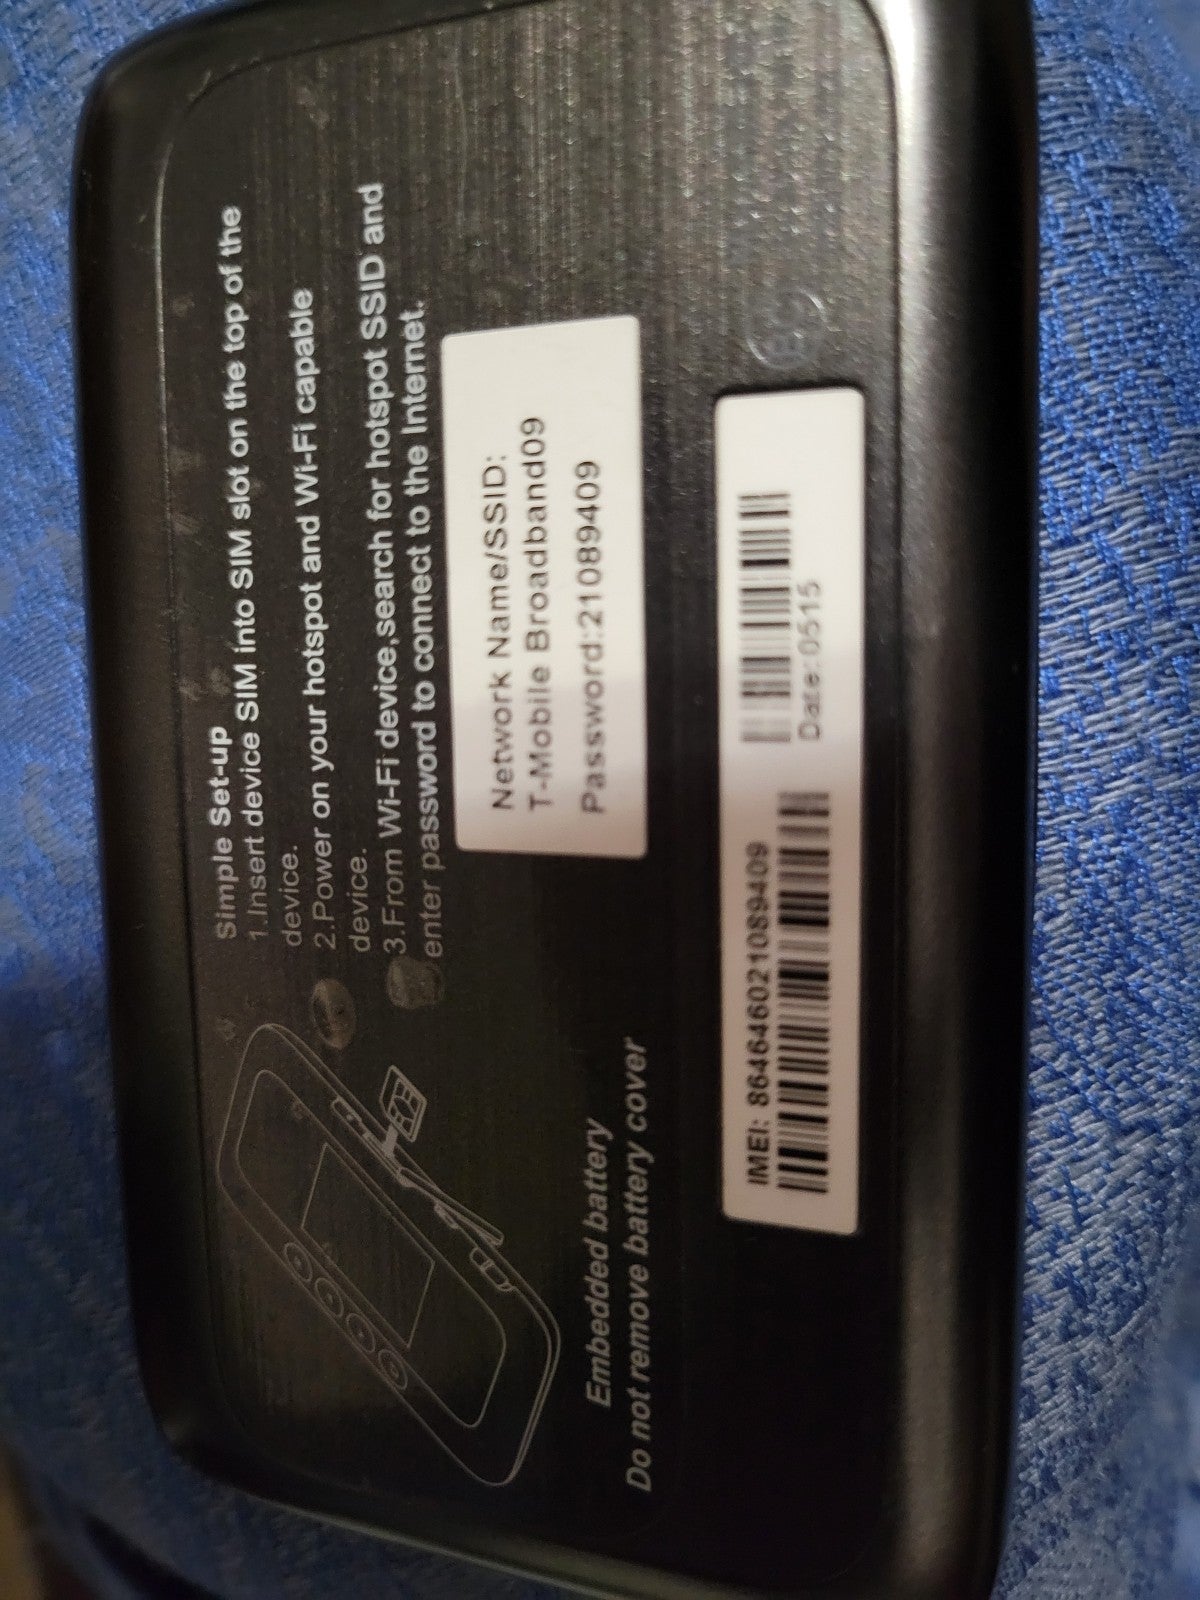 Simple Set-up
1.Insert device SIM into SIM slot on the top of the
device.
2.Power on your hotspot and Wi-Fi capable
device.
3.From Wi-Fi device,search for hotspot SSID and
enter password to connect to the Internet.
Network Name/SSID:
T-Mobile Broadband09
Password:21089409
Embedded battery
Do not remove battery cover
IMEI: 864646021089409
Date:0515